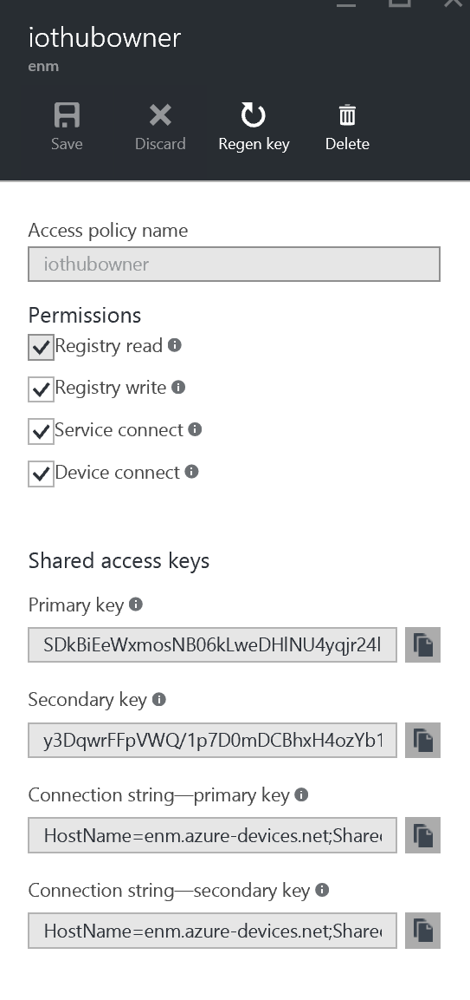 iothubowner
enm
Save
Discard
Regen key
Delete
Access policy name
iothubowner
Permissions
Registry read
Registry write
Service connect
Device connect
Shared access keys
Primary key
SDkBiEeWxmosNB06kLweDHlNU4yqjr24l
Secondary key
y3DqwrFFpVWQ/1p7D0mDCBhxH4ozYb1
Connection string—primary key
HostName=enm.azure-devices.net;Share
Connection string—secondary key
HostName=enm.azure-devices.net;Share